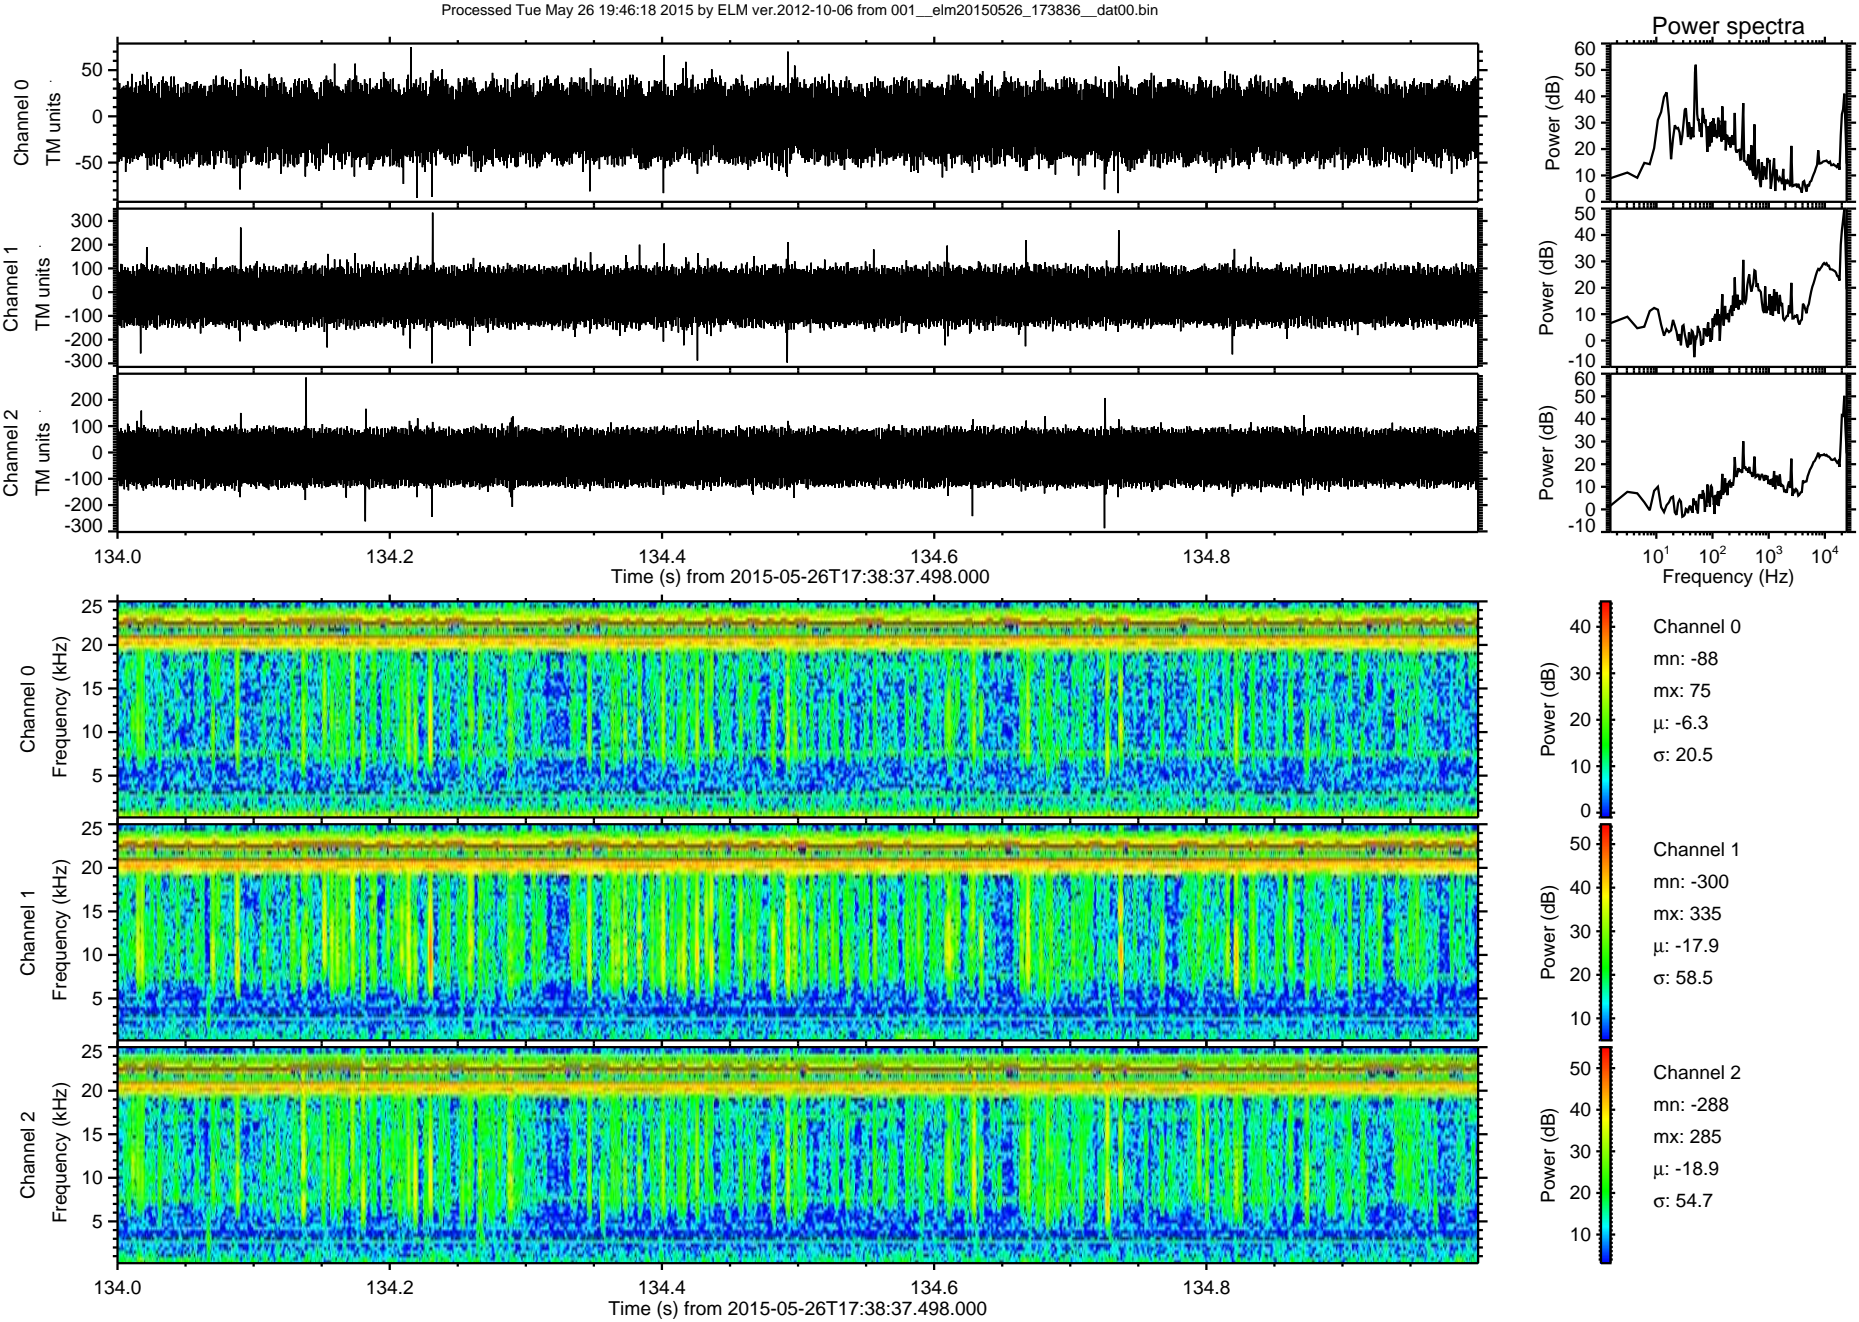 Processed Tue May 26 19:46:18 2015 by ELM ver.2012-10-06 from 001__elm20150526_173836__dat00.bin
Power spectra
Channel 0
TM units
50
0
-50
Power (dB)
60
50
40
30
20
10
0
Channel 1
TM units
300
200
100
0
-100
-200
-300
Power (dB)
50
40
30
20
10
0
-10
Channel 2
TM units
200
100
0
-100
-200
-300
Power (dB)
60
50
40
30
20
10
0
-10
134.0 134.2 134.4 134.6 134.8
Time (s) from 2015-05-26T17:38:37.498.000
10¹ 10² 10³ 10⁴
Frequency (Hz)
Channel 0
Frequency (kHz)
25
20
15
10
5
Power (dB)
40
30
20
10
0
Channel 0
mn: -88
mx: 75
μ: -6.3
σ: 20.5
Channel 1
Frequency (kHz)
25
20
15
10
5
Power (dB)
50
40
30
20
10
Channel 1
mn: -300
mx: 335
μ: -17.9
σ: 58.5
Channel 2
Frequency (kHz)
25
20
15
10
5
Power (dB)
50
40
30
20
10
Channel 2
mn: -288
mx: 285
μ: -18.9
σ: 54.7
134.0 134.2 134.4 134.6 134.8
Time (s) from 2015-05-26T17:38:37.498.000